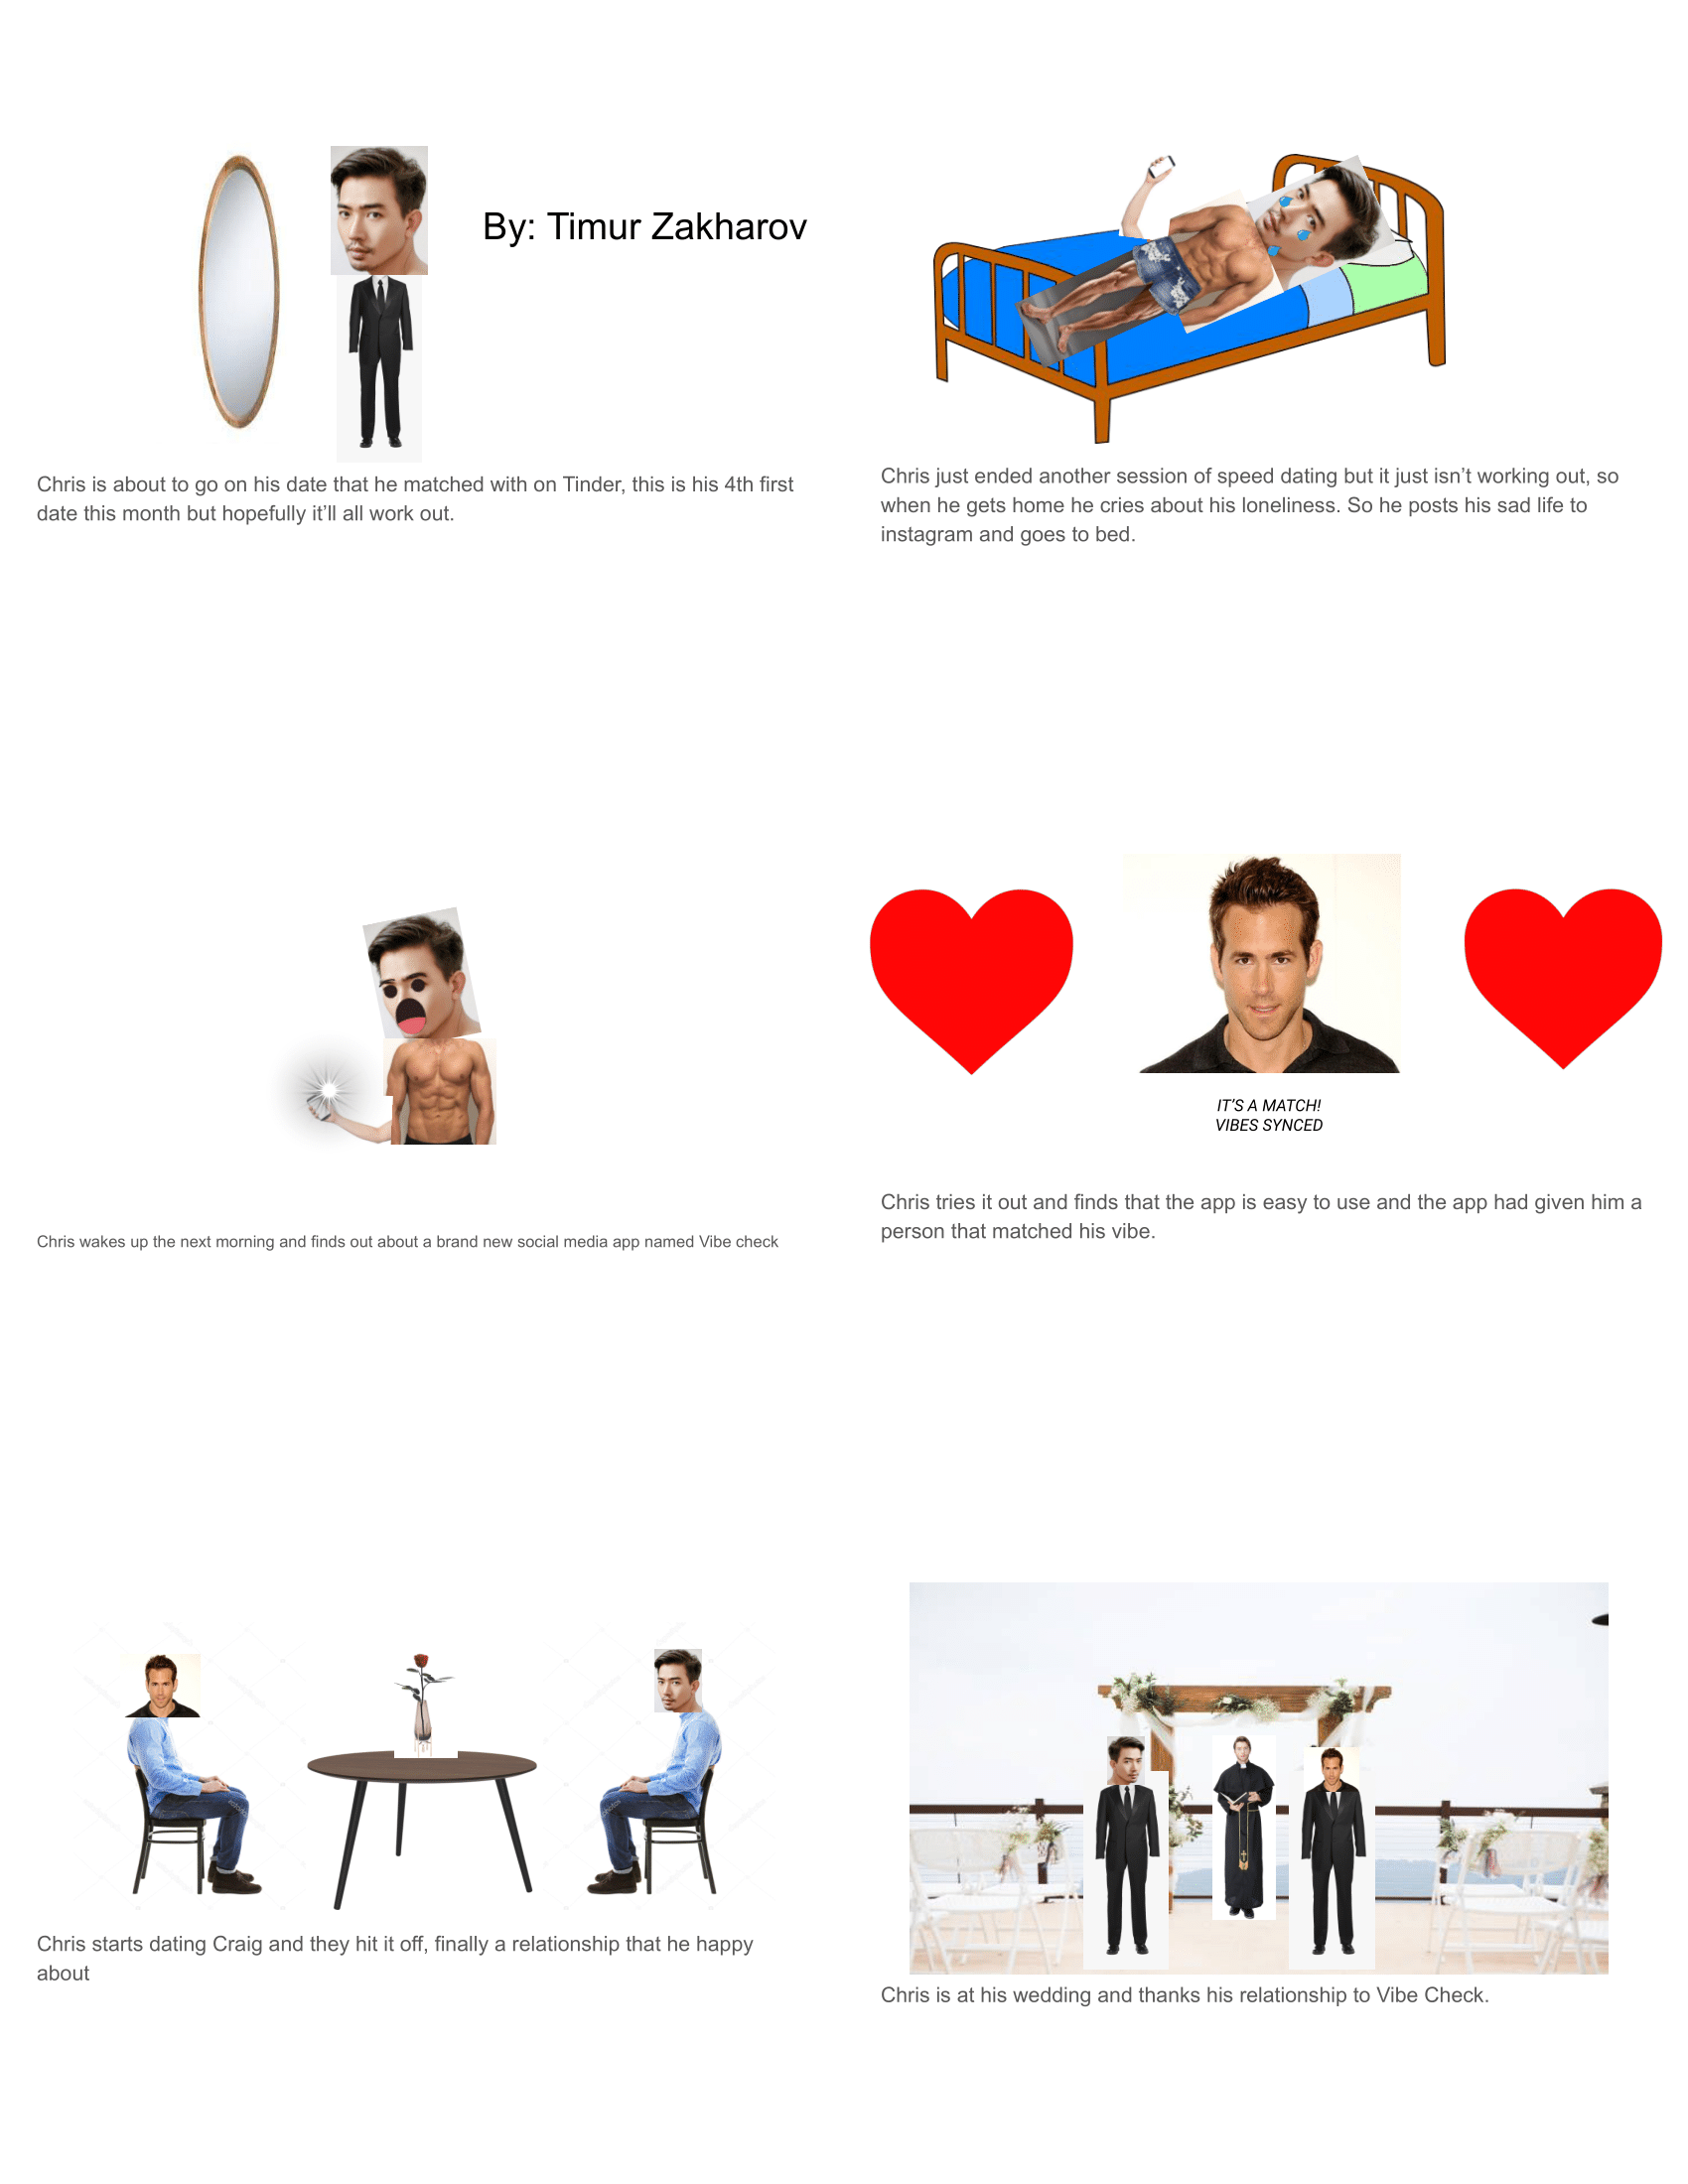 By: Timur Zakharov
Chris is about to go on his date that he matched with on Tinder, this is his 4th first
date this month but hopefully it’ll all work out.
Chris just ended another session of speed dating but it just isn’t working out, so
when he gets home he cries about his loneliness. So he posts his sad life to
instagram and goes to bed.
Chris wakes up the next morning and finds out about a brand new social media app named Vibe check
IT’S A MATCH!
VIBES SYNCED
Chris tries it out and finds that the app is easy to use and the app had given him a
person that matched his vibe.
Chris starts dating Craig and they hit it off, finally a relationship that he happy
about
Chris is at his wedding and thanks his relationship to Vibe Check.